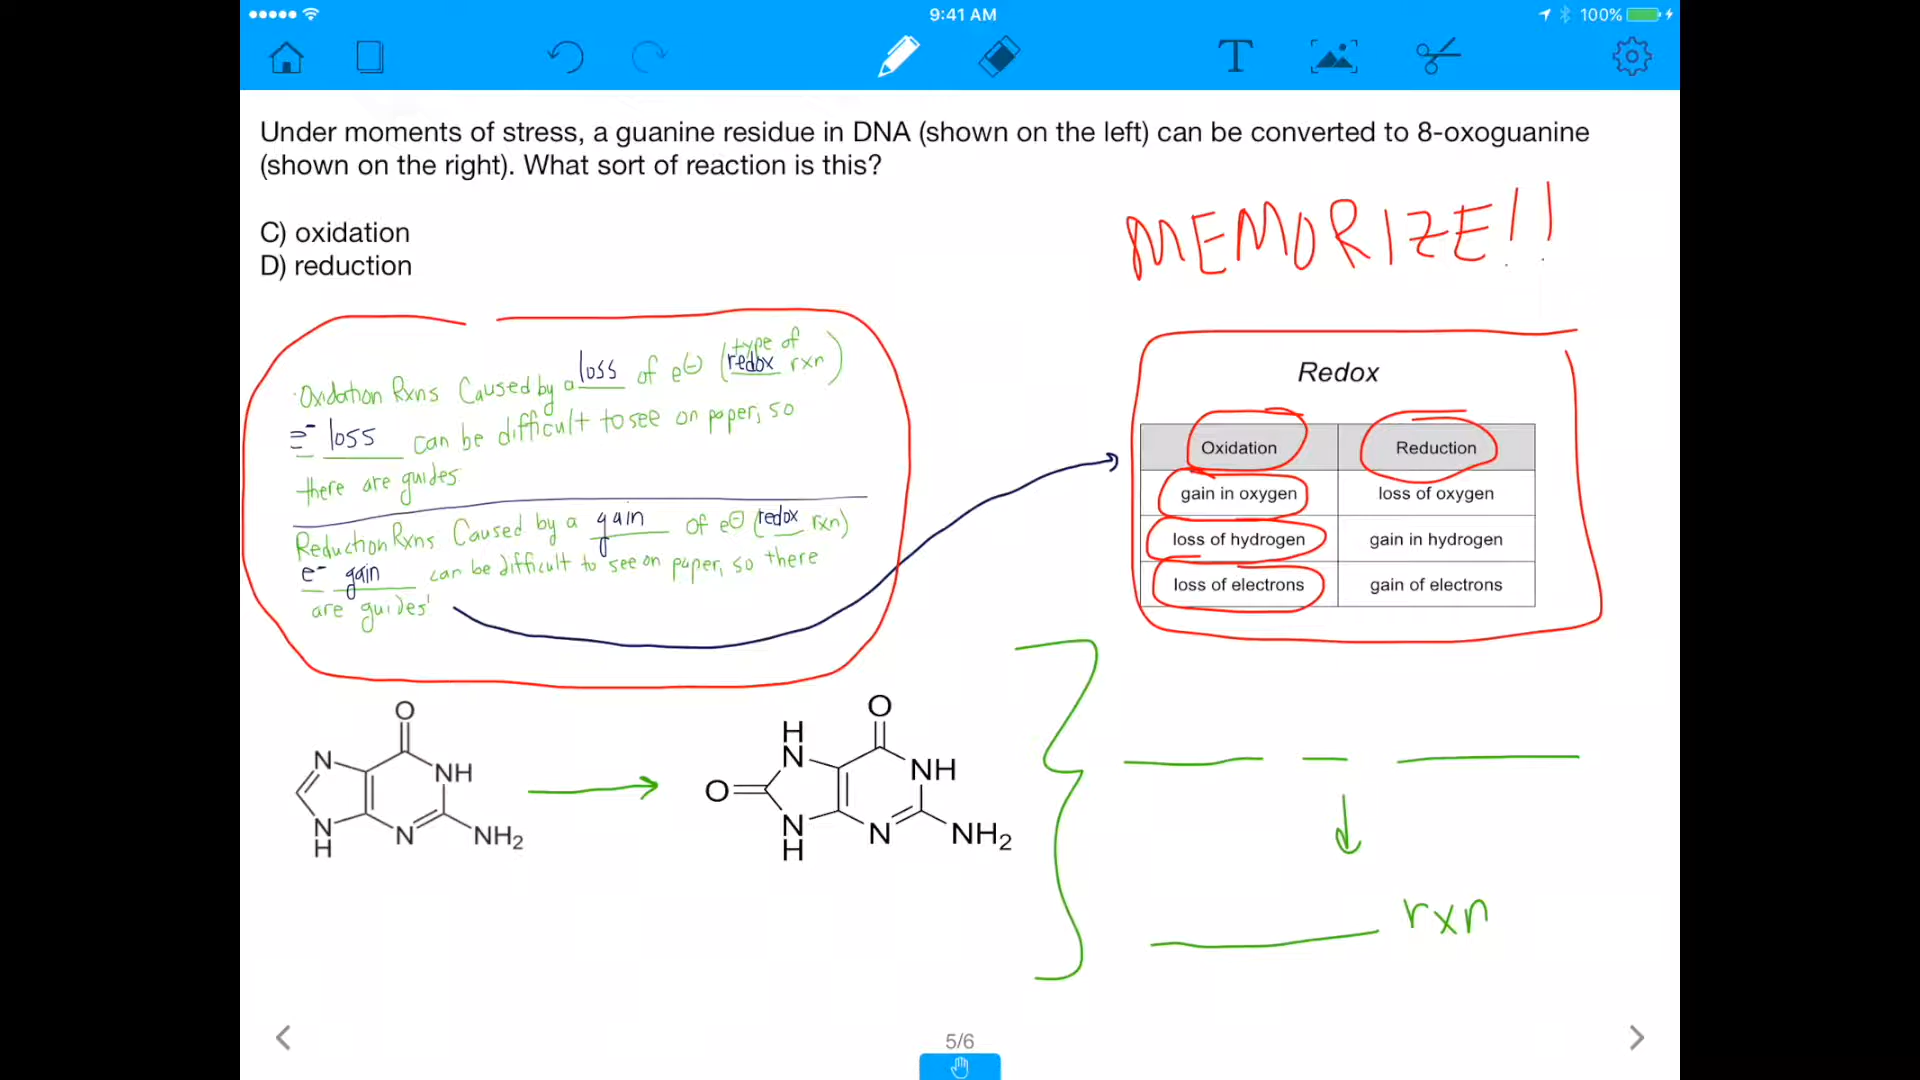 9:41 AM
100%
T
Under moments of stress, a guanine residue in DNA (shown on the left) can be converted to 8-oxoguanine
(shown on the right). What sort of reaction is this?
C) oxidation
D) reduction
MEMORIZE!!
·Oxidation Rxns Caused by a loss of e⊖ (type of redox rxn)
e- loss can be difficult to see on paper, so
there are guides
Reduction Rxns Caused by a gain of e⊖ (redox rxn)
e- gain can be difficult to see on paper, so there
are guides
Redox
Oxidation Reduction
gain in oxygen loss of oxygen
loss of hydrogen gain in hydrogen
loss of electrons gain of electrons
O
N
NH
N
H
N
NH2
O
H
N
NH
O
N
H
N
NH2
rxn
5/6